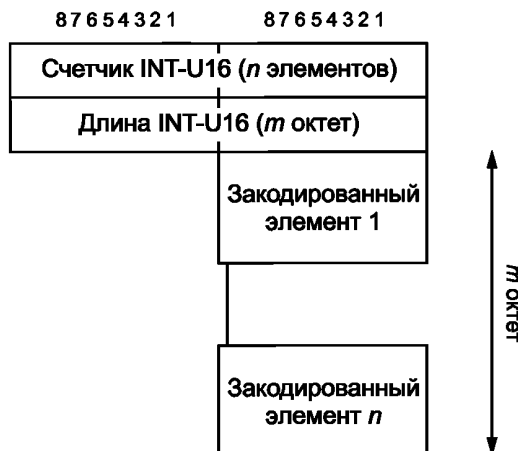 87654321 87654321
Счетчик INT-U16 (n элементов)
Длина INT-U16 (m октет)
Закодированный
элемент 1
m октет
Закодированный
элемент n